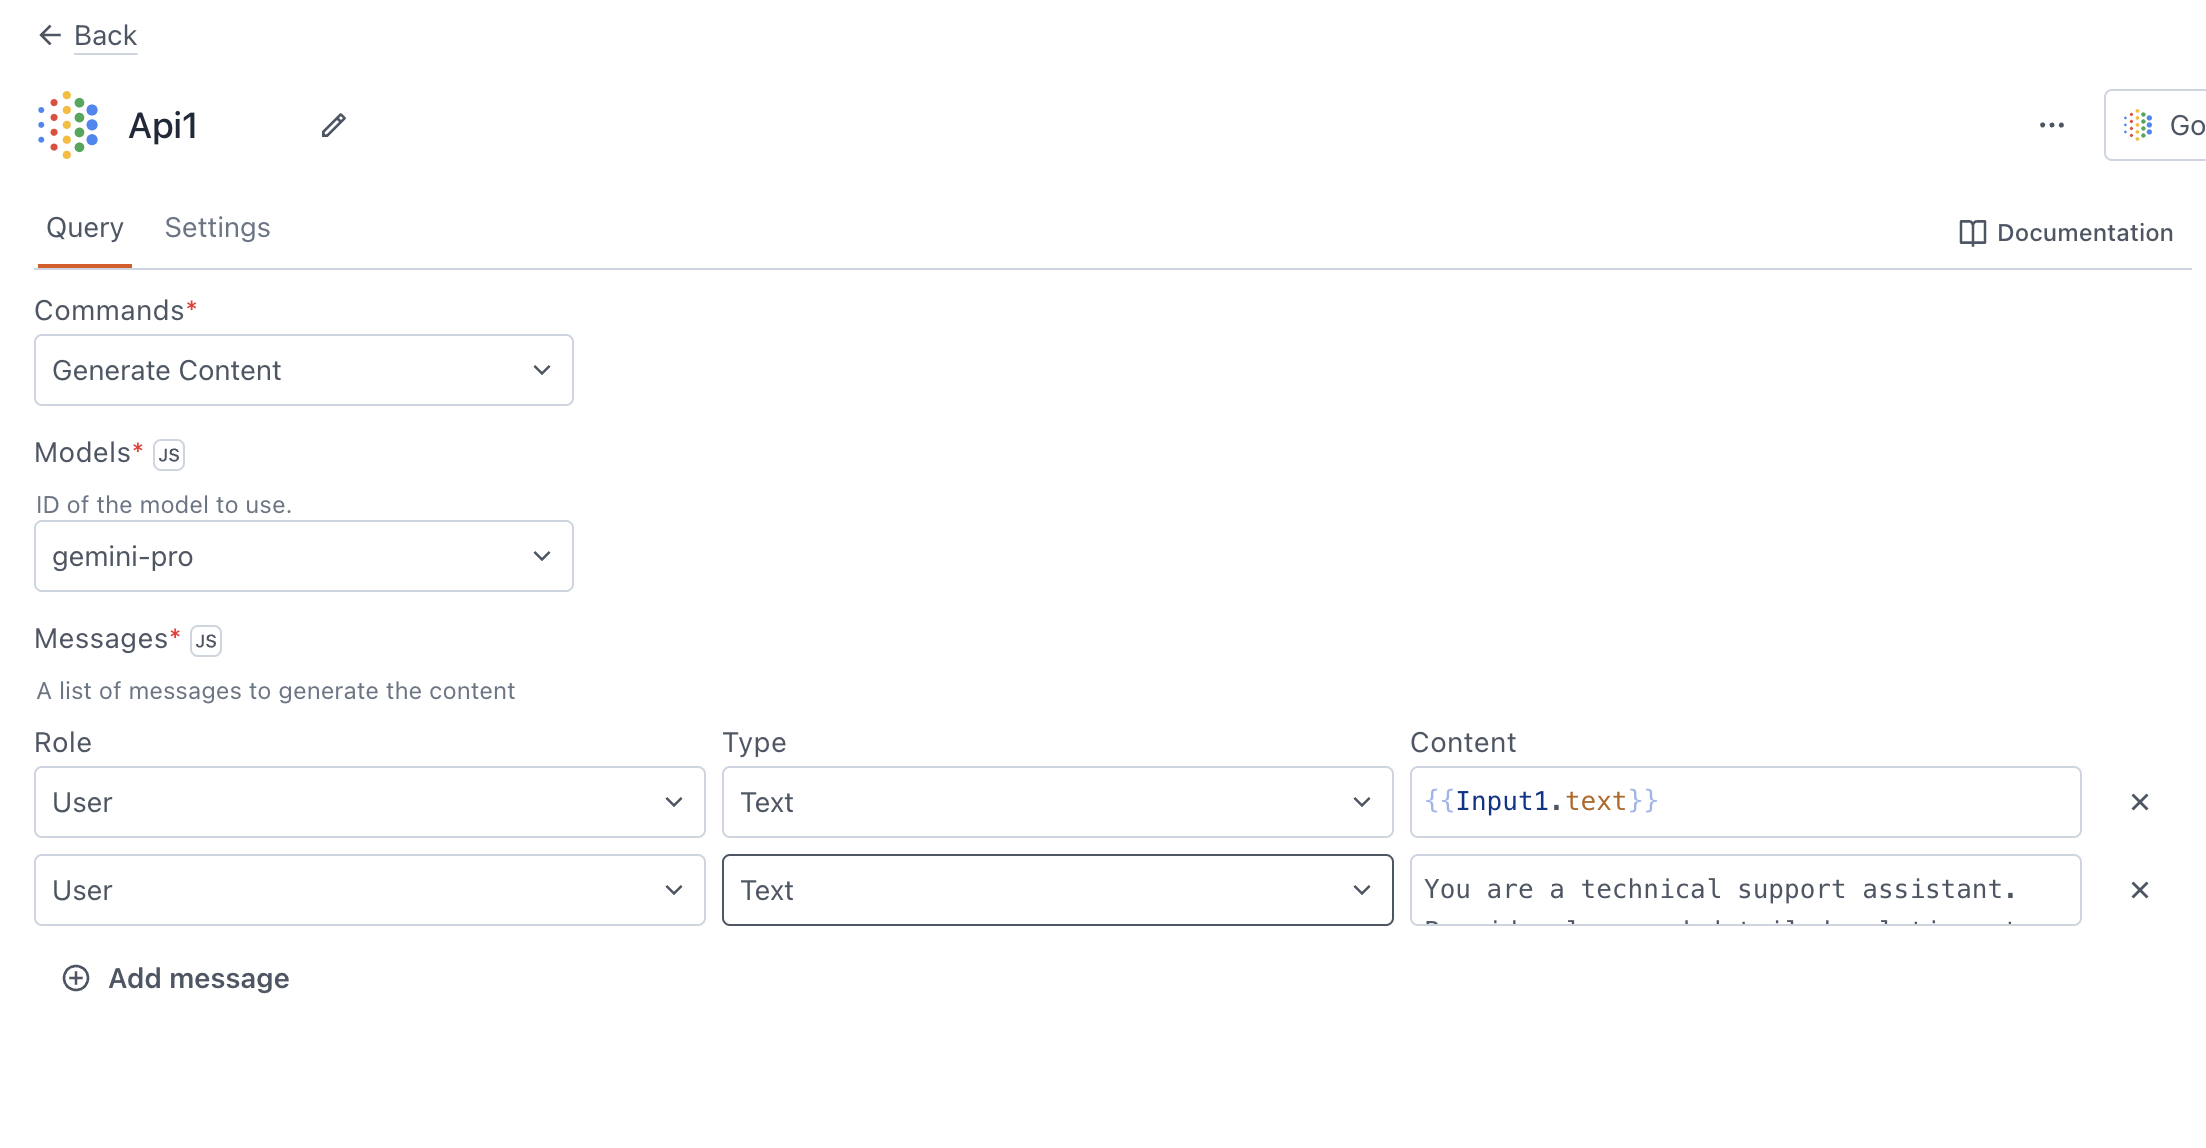 Back
Api1
Go
Query Settings
Documentation
Commands*
Generate Content
Models* JS
ID of the model to use.
gemini-pro
Messages* JS
A list of messages to generate the content
Role Type Content
User Text {{Input1.text}}
User Text You are a technical support assistant.
Add message